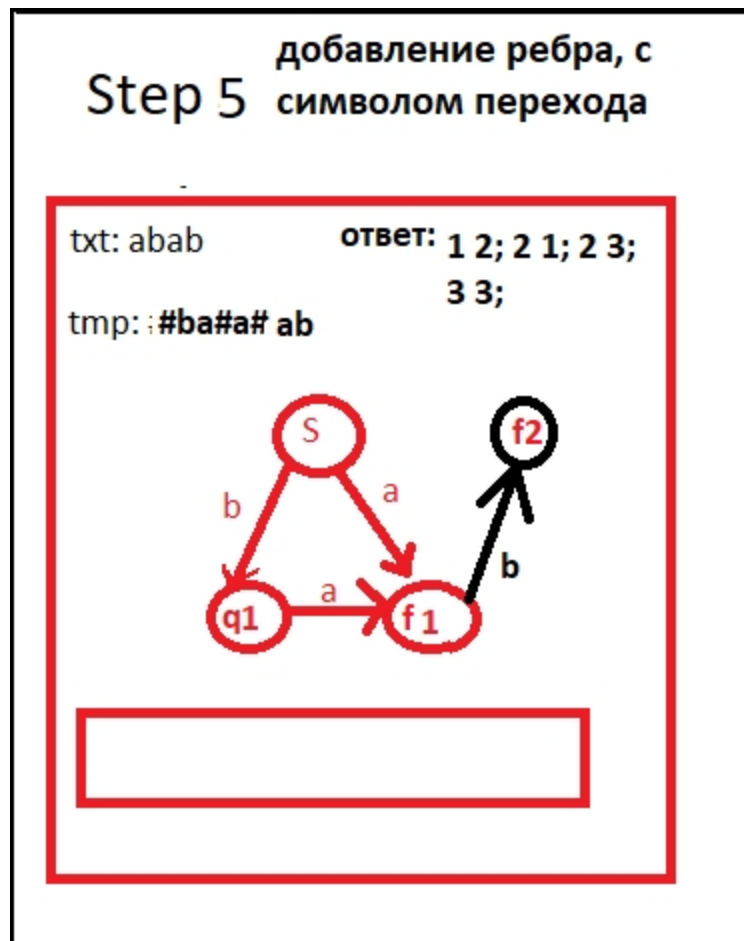 добавление ребра, с
Step 5 символом перехода
txt: abab
ответ: 1 2; 2 1; 2 3;
3 3;
tmp: :#ba#a# ab
S
f2
b
a
b
a
q1
f 1